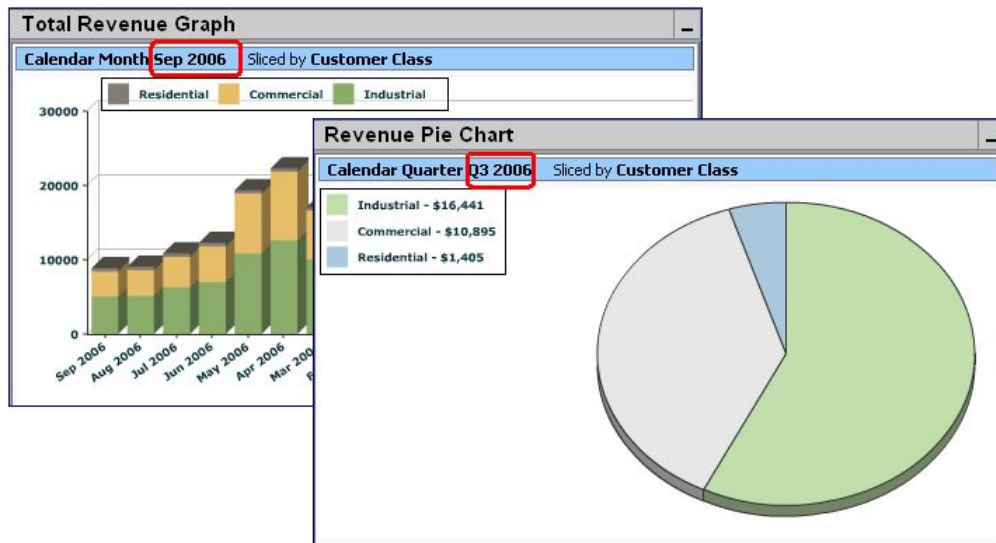 Total Revenue Graph
Calendar Month Sep 2006 Sliced by Customer Class
Residential Commercial Industrial
30000
20000
10000
0
Sep 2006 Aug 2006 Jul 2006 Jun 2006 May 2006 Apr 2006 Mar 200
Revenue Pie Chart
Calendar Quarter Q3 2006 Sliced by Customer Class
Industrial - $16,441
Commercial - $10,895
Residential - $1,405